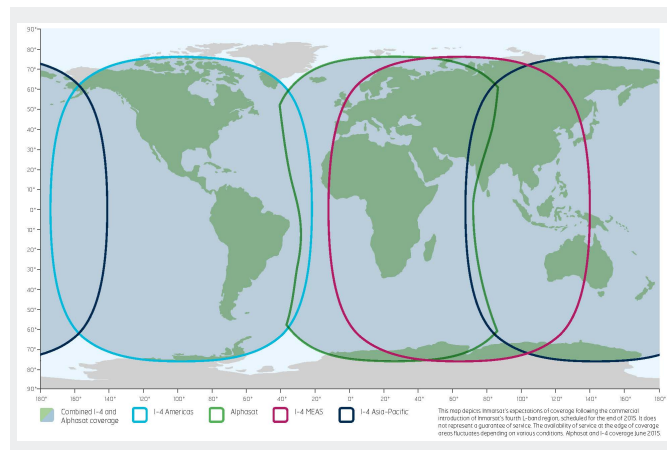 90°
80°
70°
60°
50°
40°
30°
20°
10°
0°
10°
20°
30°
40°
50°
60°
70°
80°
90°
180° 160° 140° 120° 100° 80° 60° 40° 20° 0° 20° 40° 60° 80° 100° 120° 140° 160° 180°
Combined I-4 and
Alphasat coverage
I-4 Americas
Alphasat
I-4 MEAS
I-4 Asia-Pacific
This map depicts Inmarsat's expectations of coverage following the commercial
introduction of Inmarsat's fourth L-band region, scheduled for the end of 2015. It does
not represent a guarantee of service. The availability of service at the edge of coverage
areas fluctuates depending on various conditions. Alphasat and I-4 coverage June 2015.